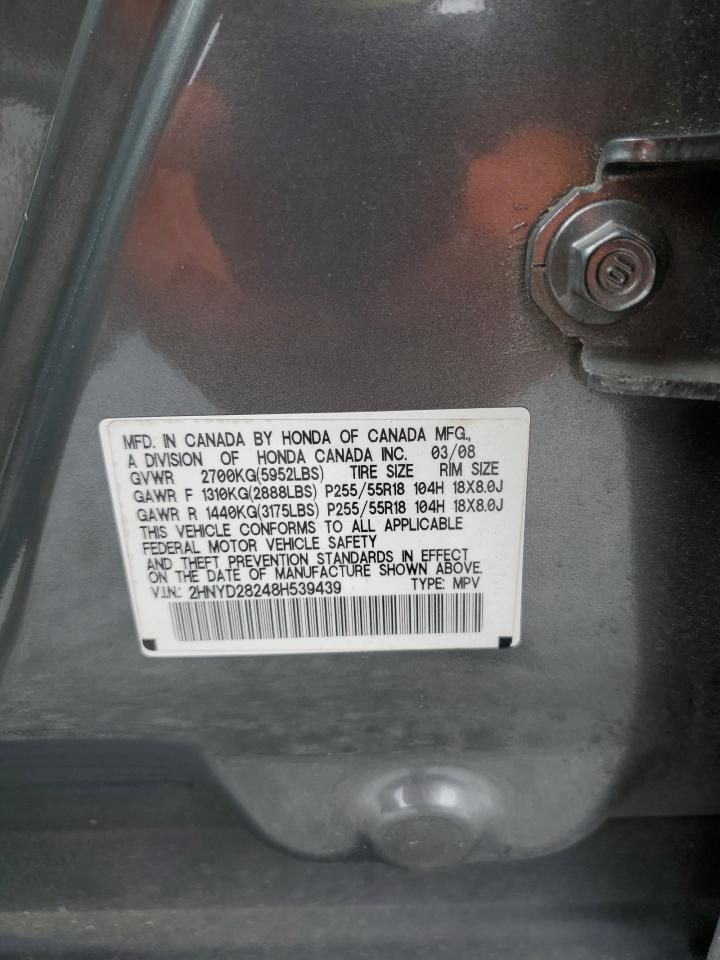 10
MFD. IN CANADA BY HONDA OF CANADA MFG.,
A DIVISION OF HONDA CANADA INC. 03/08
GVWR 2700KG(5952LBS) TIRE SIZE RIM SIZE
GAWR F 1310KG(2888LBS) P255/55R18 104H 18X8.0J
GAWR R 1440KG(3175LBS) P255/55R18 104H 18X8.0J
THIS VEHICLE CONFORMS TO ALL APPLICABLE
FEDERAL MOTOR VEHICLE SAFETY
AND THEFT PREVENTION STANDARDS IN EFFECT
ON THE DATE OF MANUFACTURE SHOWN ABOVE.
V.I.N.: 2HNYD28248H539439 TYPE: MPV